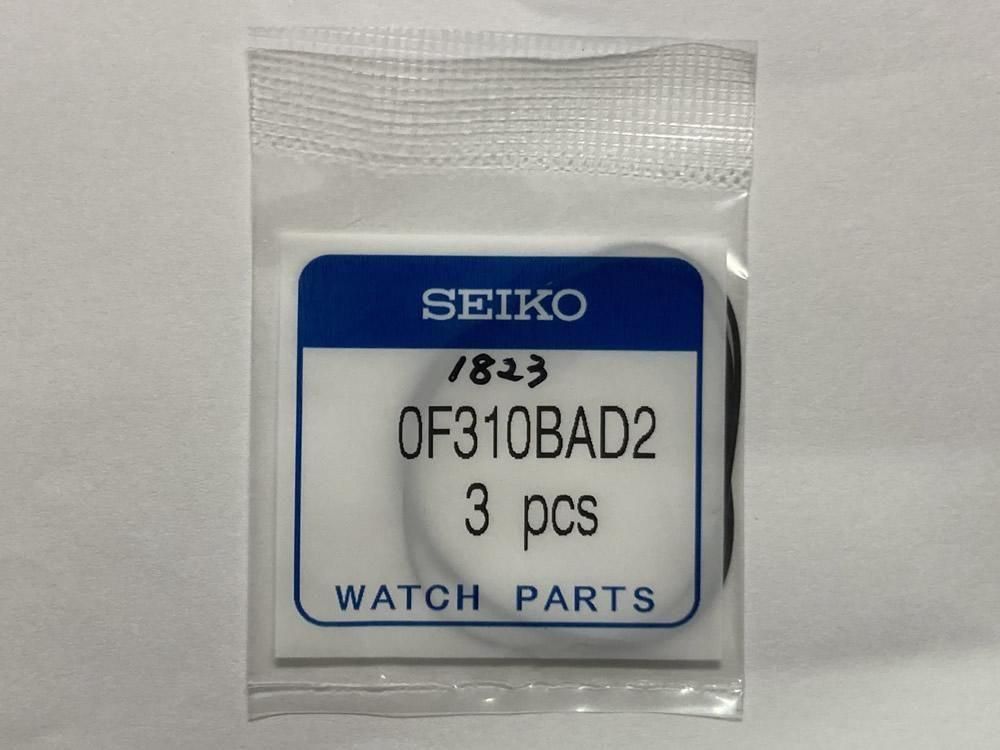 SEIKO
1823
0F310BAD2
3 pcs
WATCH PARTS